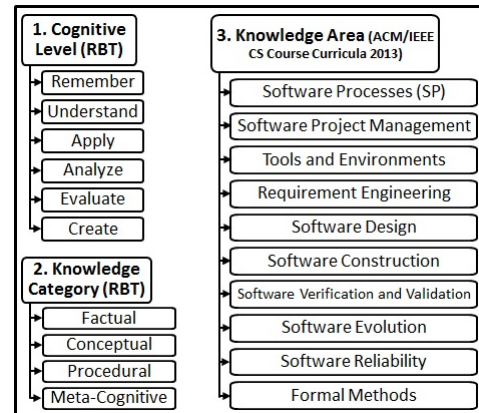 1. Cognitive
Level (RBT)
Remember
Understand
Apply
Analyze
Evaluate
Create
2. Knowledge
Category (RBT)
Factual
Conceptual
Procedural
Meta-Cognitive
3. Knowledge Area (ACM/IEEE
CS Course Curricula 2013)
Software Processes (SP)
Software Project Management
Tools and Environments
Requirement Engineering
Software Design
Software Construction
Software Verification and Validation
Software Evolution
Software Reliability
Formal Methods